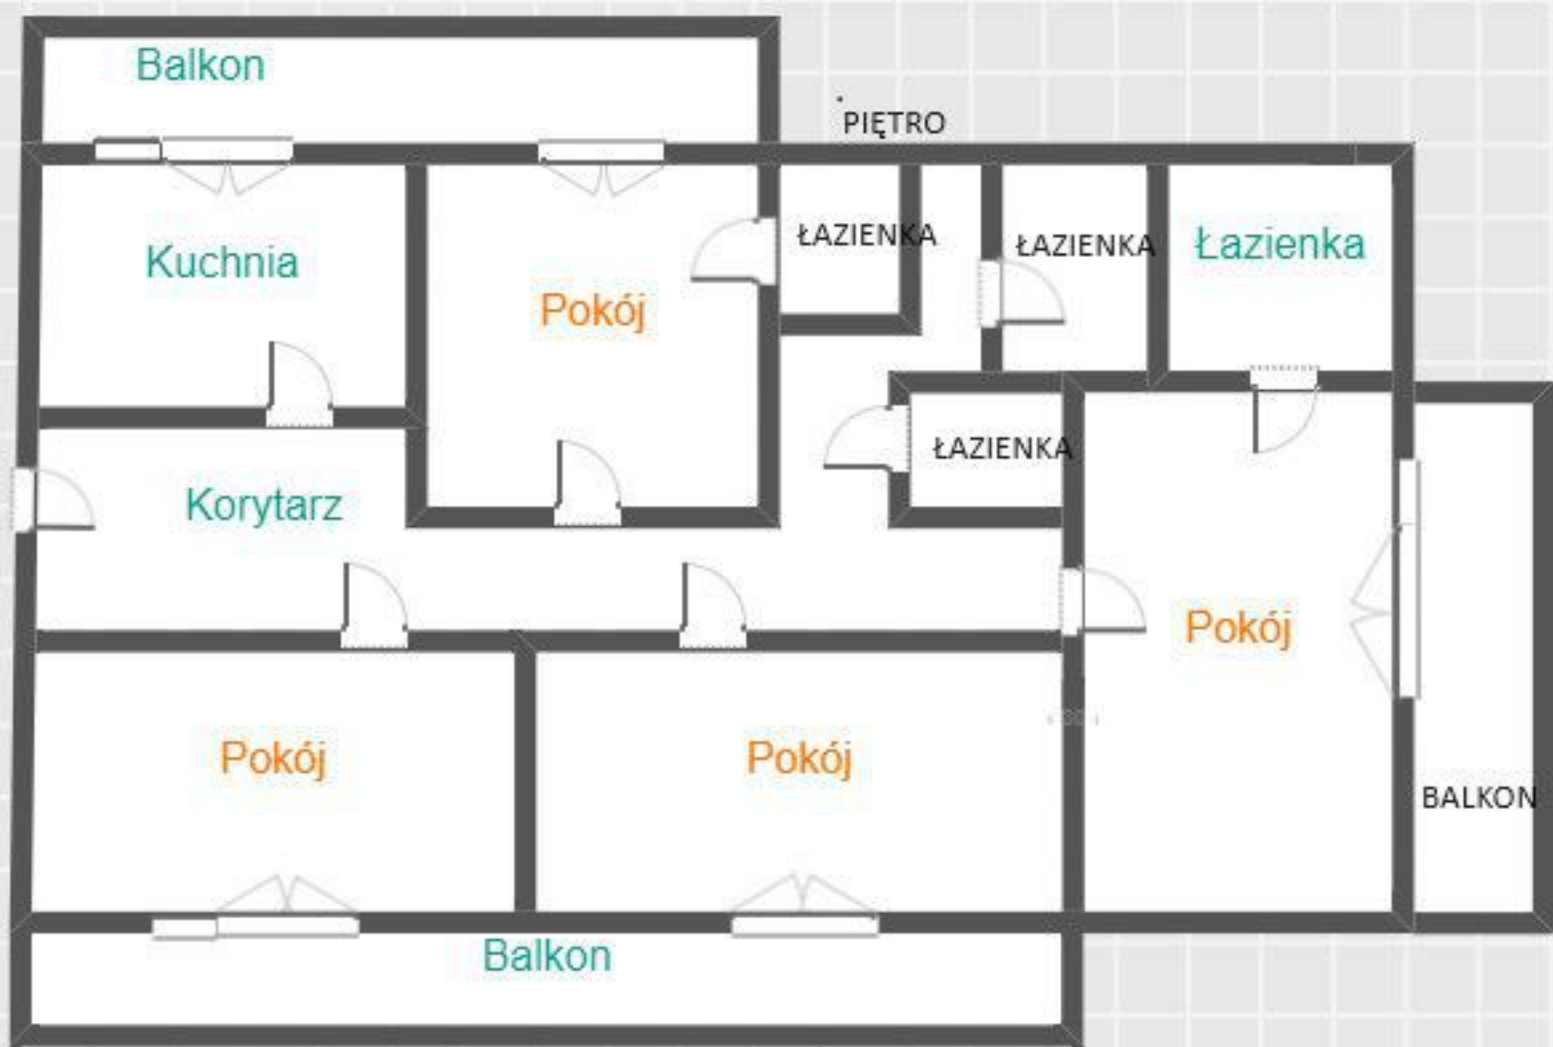 Balkon
PIĘTRO
Kuchnia
Pokój
ŁAZIENKA
ŁAZIENKA
Łazienka
ŁAZIENKA
Korytarz
Pokój
Pokój
Pokój
BALKON
Balkon